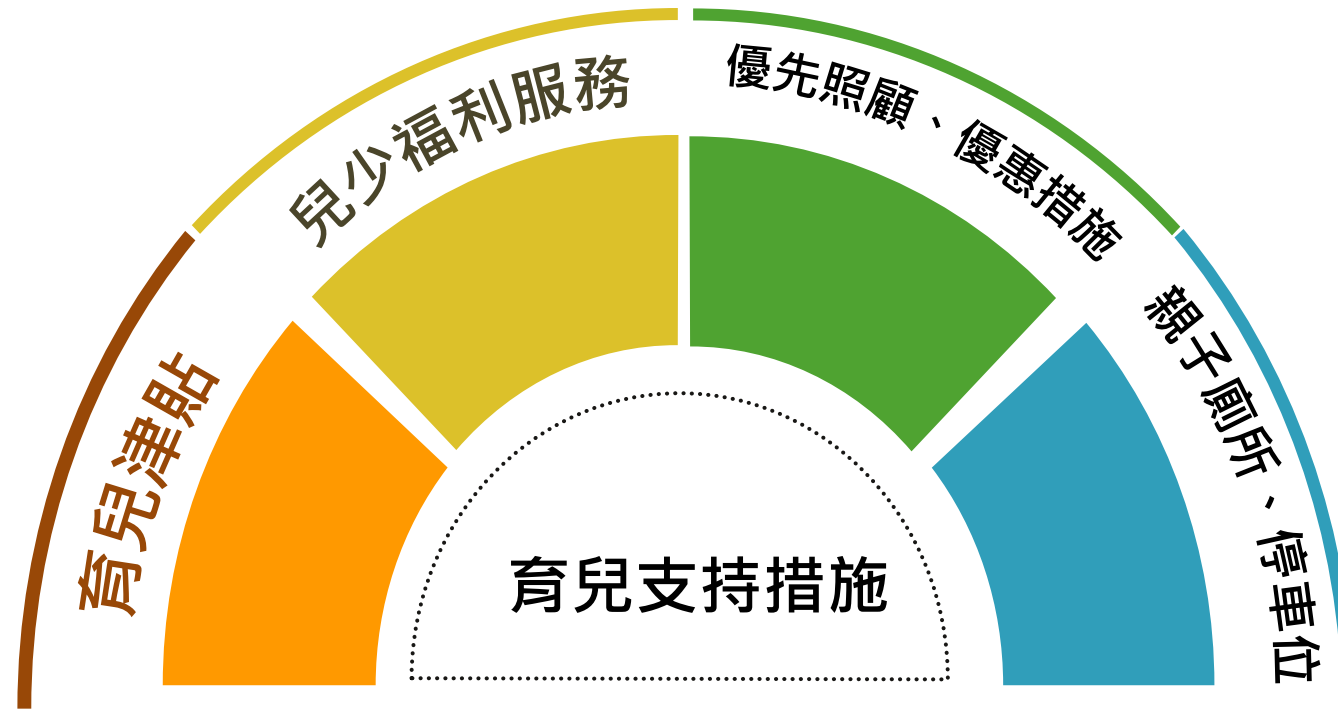 育兒津貼
兒少福利服務
優先照顧、優惠措施
親子廁所、停車位
育兒支持措施